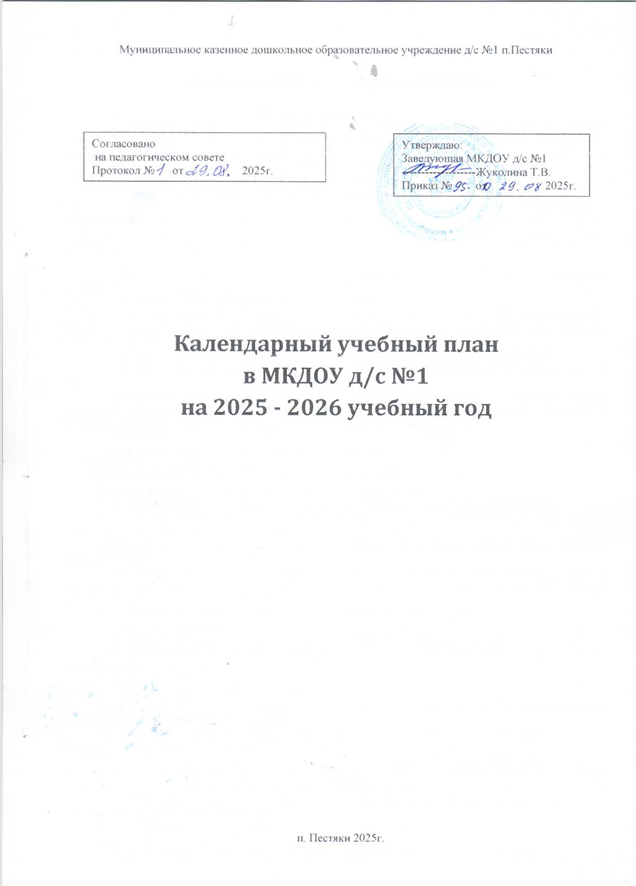 Муниципальное казенное дошкольное образовательное учреждение д/с №1 п.Пестяки
Согласовано
на педагогическом совете
Протокол №1 от 29.08. 2025г.
Утверждаю:
Заведующая МКДОУ д/с №1
Жуколина Т.В.
Приказ №95 от 29.08 2025г.
Календарный учебный план
в МКДОУ д/с №1
на 2025 - 2026 учебный год
п. Пестяки 2025г.